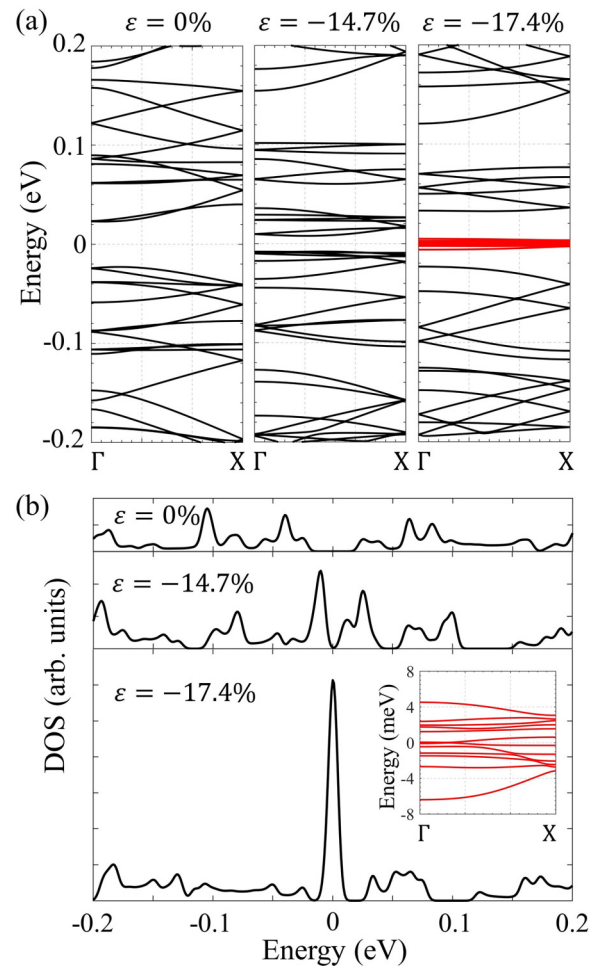 (a) ε = 0% ε = −14.7% ε = −17.4%
0.2
0.1
0
-0.1
-0.2
Energy (eV)
Γ X Γ X Γ X
(b)
ε = 0%
ε = −14.7%
ε = −17.4%
DOS (arb. units)
8
4
0
-4
-8
Energy (meV)
Γ X
-0.2 -0.1 0 0.1 0.2
Energy (eV)